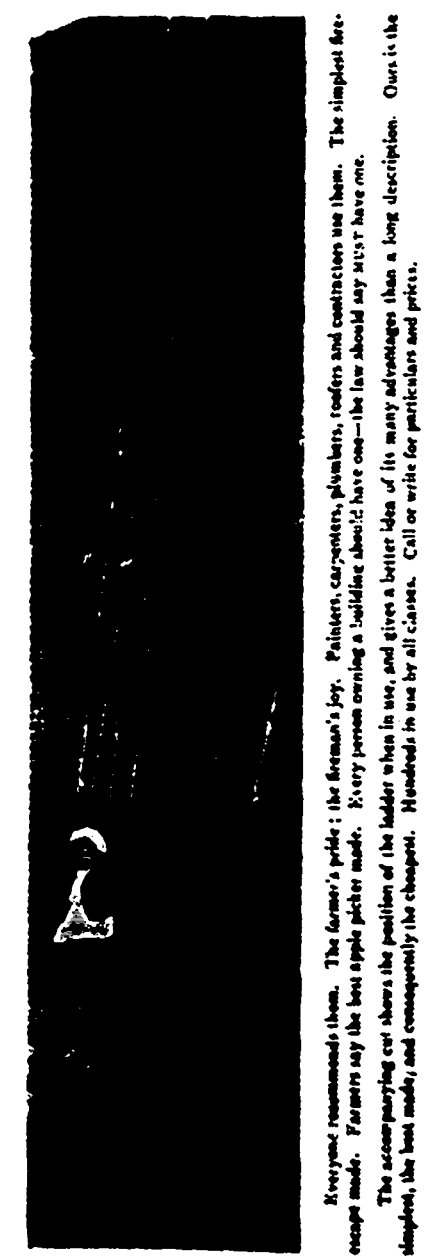 Everyone recommends them. The farmer's pride; the fireman's joy. Painters, carpenters, plumbers, roofers and contractors use them. The simplest fire-
escape made. Farmers say the best apple picker made. Every person owning a building should have one—the law should say MUST have one.
The accompanying cut shows the position of the ladder when in use, and gives a better idea of its many advantages than a long description. Ours is the
simplest, the best made, and consequently the cheapest. Hundreds in use by all classes. Call or write for particulars and prices.